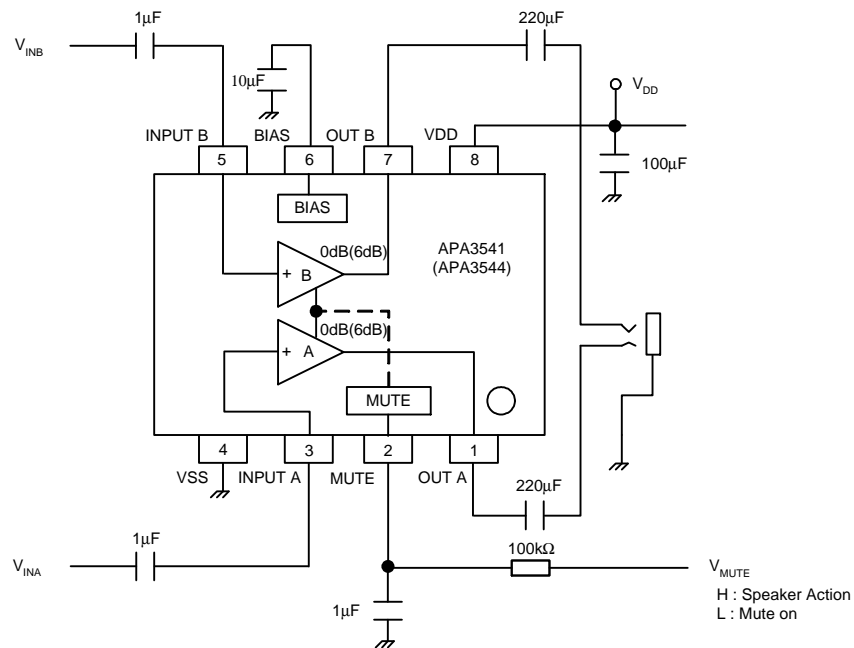 1µF
220µF
V_INB
10µF
V_DD
INPUT B BIAS OUT B VDD
5 6 7 8
100µF
BIAS
APA3541
(APA3544)
0dB(6dB)
+ B
0dB(6dB)
+ A
MUTE
4 3 2 1
VSS INPUT A MUTE OUT A
220µF
1µF
100kΩ
V_INA
V_MUTE
H : Speaker Action
1µF
L : Mute on